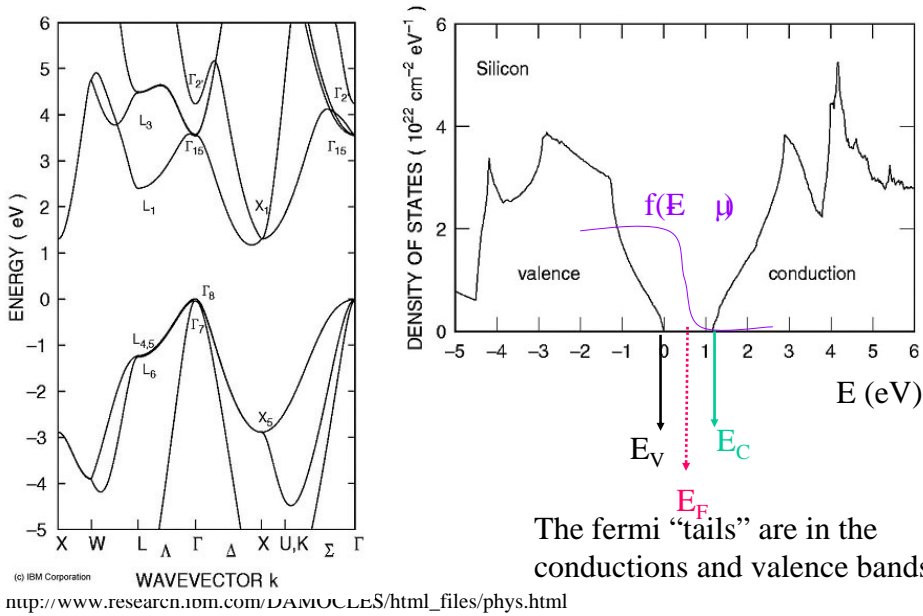 6
5
4
3
2
1
0
−1
−2
−3
−4
−5
ENERGY ( eV )
Γ2'
L3
Γ15
L1
X1
Γ2'
Γ15
Γ8
Γ7
L4,5
L6
X5
X W L Λ Γ Δ X U,K Σ Γ
WAVEVECTOR k
(c) IBM Corporation
DENSITY OF STATES ( 10²² cm⁻² eV⁻¹ )
6
4
2
0
Silicon
f(E μ)
valence
conduction
−5 −4 −3 −2 −1 0 1 2 3 4 5 6
E (eV)
EV
EC
EF
The fermi “tails” are in the
conductions and valence bands
http://www.research.ibm.com/DAMOCLES/html_files/phys.html